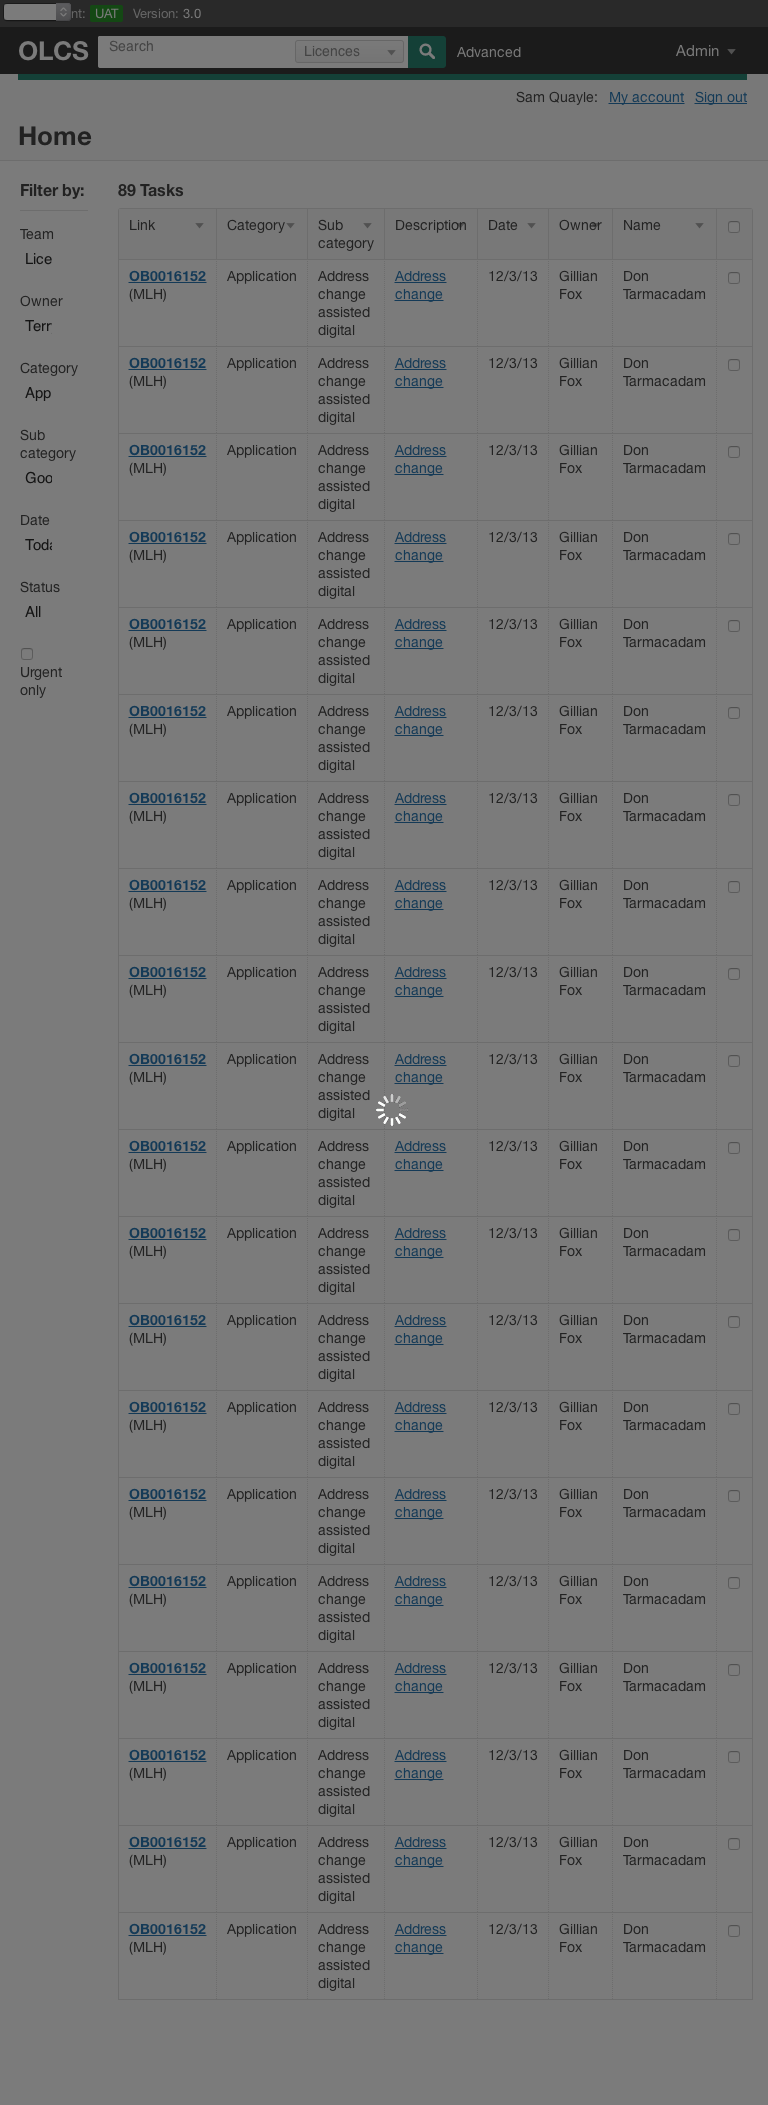 nt: UAT Version: 3.0
OLCS Search Licences Advanced Admin
Sam Quayle: My account Sign out
Home
Filter by:
Team
Lice
Owner
Terr
Category
App
Sub
category
Goo
Date
Toda
Status
All
Urgent
only
89 Tasks
Link Category Sub Description Date Owner Name
category
OB0016152 Application Address Address 12/3/13 Gillian Don
(MLH) change change Fox Tarmacadam
assisted
digital
OB0016152 Application Address Address 12/3/13 Gillian Don
(MLH) change change Fox Tarmacadam
assisted
digital
OB0016152 Application Address Address 12/3/13 Gillian Don
(MLH) change change Fox Tarmacadam
assisted
digital
OB0016152 Application Address Address 12/3/13 Gillian Don
(MLH) change change Fox Tarmacadam
assisted
digital
OB0016152 Application Address Address 12/3/13 Gillian Don
(MLH) change change Fox Tarmacadam
assisted
digital
OB0016152 Application Address Address 12/3/13 Gillian Don
(MLH) change change Fox Tarmacadam
assisted
digital
OB0016152 Application Address Address 12/3/13 Gillian Don
(MLH) change change Fox Tarmacadam
assisted
digital
OB0016152 Application Address Address 12/3/13 Gillian Don
(MLH) change change Fox Tarmacadam
assisted
digital
OB0016152 Application Address Address 12/3/13 Gillian Don
(MLH) change change Fox Tarmacadam
assisted
digital
OB0016152 Application Address Address 12/3/13 Gillian Don
(MLH) change change Fox Tarmacadam
assisted
digital
OB0016152 Application Address Address 12/3/13 Gillian Don
(MLH) change change Fox Tarmacadam
assisted
digital
OB0016152 Application Address Address 12/3/13 Gillian Don
(MLH) change change Fox Tarmacadam
assisted
digital
OB0016152 Application Address Address 12/3/13 Gillian Don
(MLH) change change Fox Tarmacadam
assisted
digital
OB0016152 Application Address Address 12/3/13 Gillian Don
(MLH) change change Fox Tarmacadam
assisted
digital
OB0016152 Application Address Address 12/3/13 Gillian Don
(MLH) change change Fox Tarmacadam
assisted
digital
OB0016152 Application Address Address 12/3/13 Gillian Don
(MLH) change change Fox Tarmacadam
assisted
digital
OB0016152 Application Address Address 12/3/13 Gillian Don
(MLH) change change Fox Tarmacadam
assisted
digital
OB0016152 Application Address Address 12/3/13 Gillian Don
(MLH) change change Fox Tarmacadam
assisted
digital
OB0016152 Application Address Address 12/3/13 Gillian Don
(MLH) change change Fox Tarmacadam
assisted
digital
OB0016152 Application Address Address 12/3/13 Gillian Don
(MLH) change change Fox Tarmacadam
assisted
digital